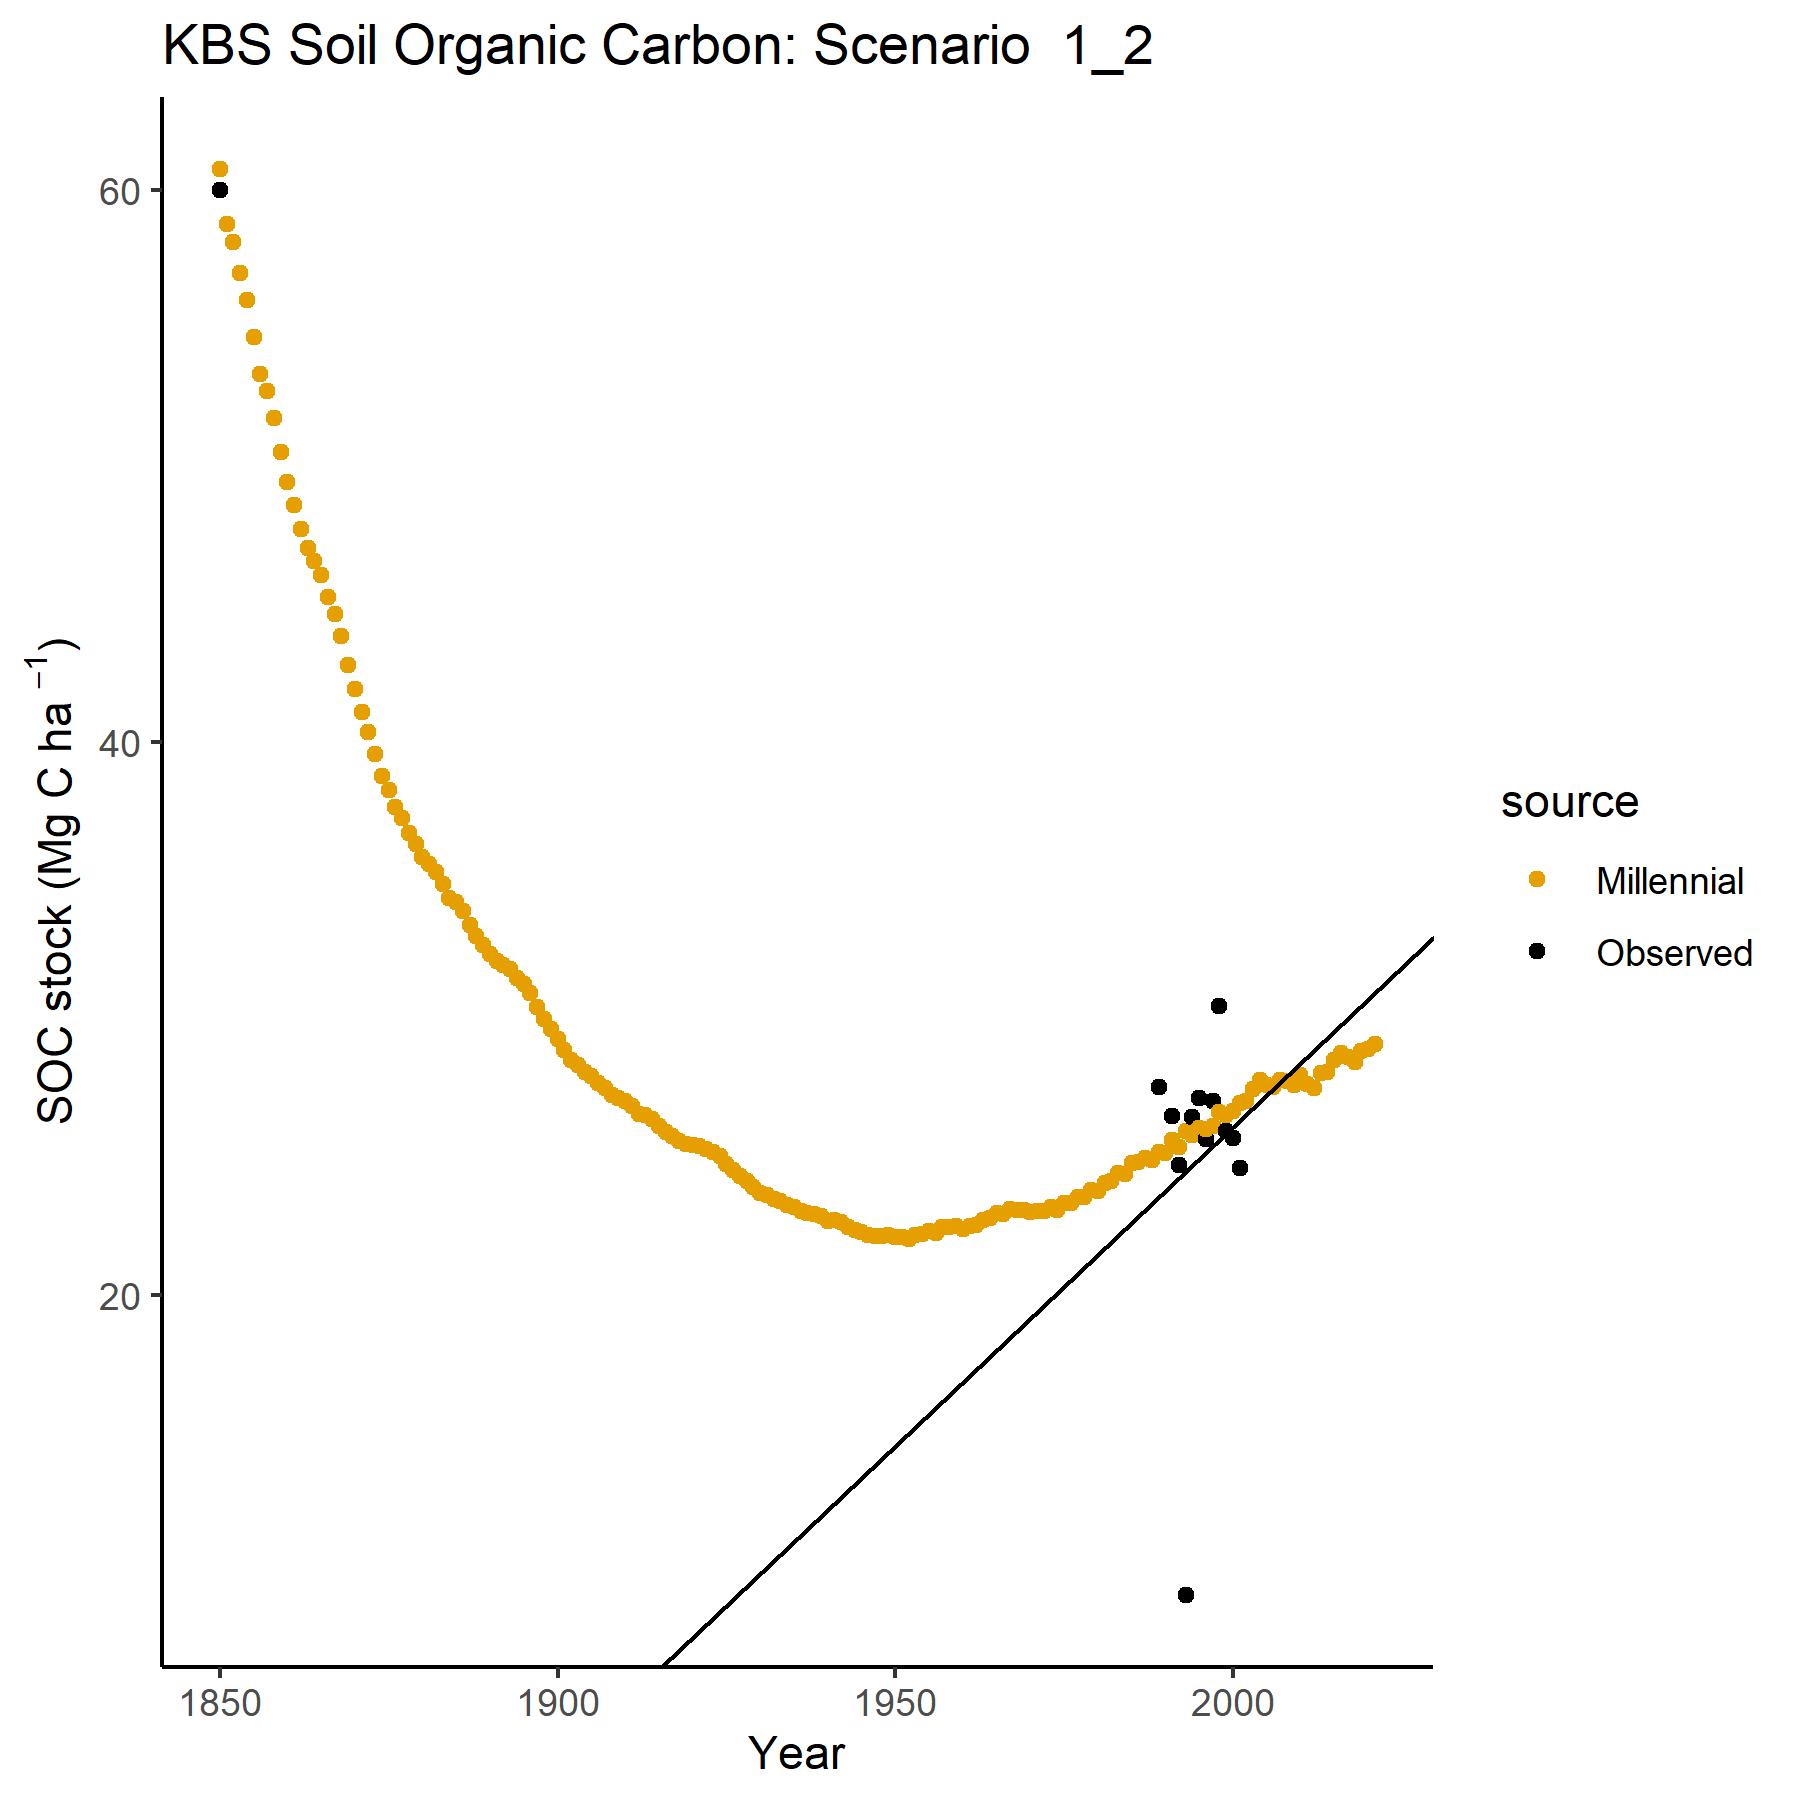 KBS Soil Organic Carbon: Scenario  1_2
60
40
20
SOC stock (Mg C ha −1)
1850
1900
1950
2000
Year
source
Millennial
Observed